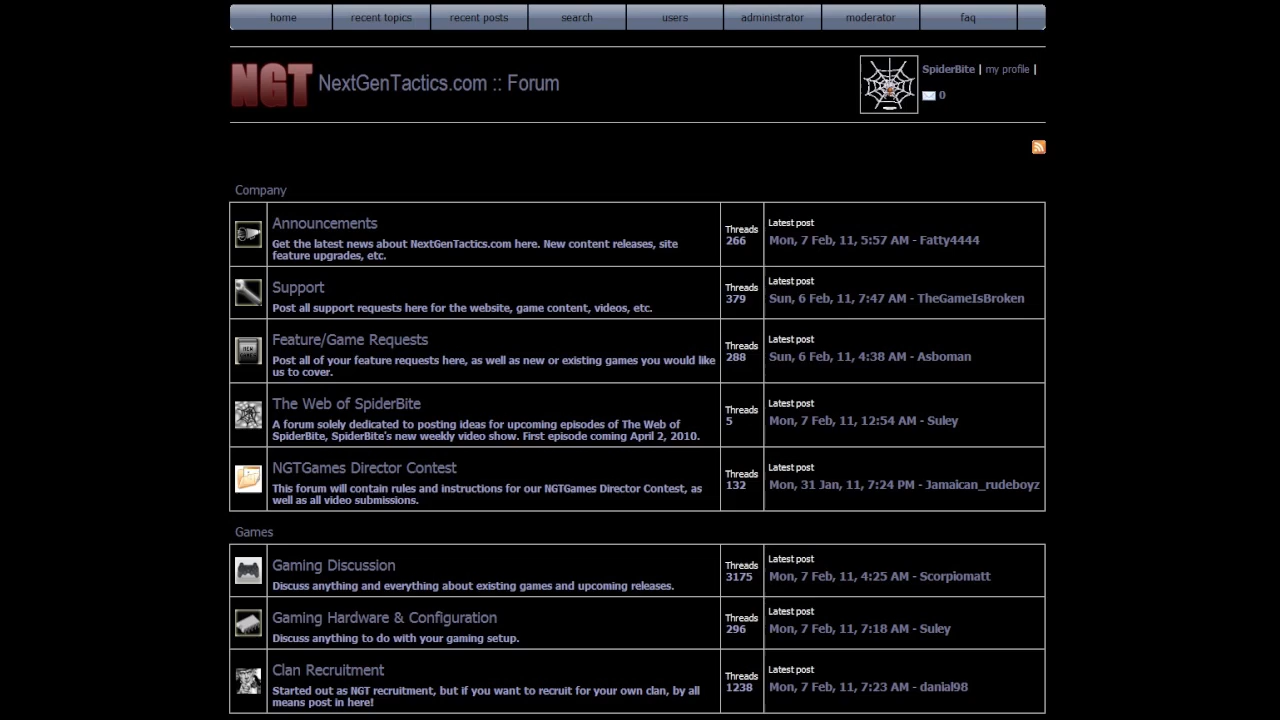 home recent topics recent posts search users administrator moderator faq
NGT NextGenTactics.com :: Forum
SpiderBite | my profile |
0
Company
Announcements
Get the latest news about NextGenTactics.com here. New content releases, site
feature upgrades, etc.
Threads
266
Latest post
Mon, 7 Feb, 11, 5:57 AM - Fatty4444
Support
Post all support requests here for the website, game content, videos, etc.
Threads
379
Latest post
Sun, 6 Feb, 11, 7:47 AM - TheGameIsBroken
Feature/Game Requests
Post all of your feature requests here, as well as new or existing games you would like
us to cover.
Threads
288
Latest post
Sun, 6 Feb, 11, 4:38 AM - Asboman
The Web of SpiderBite
A forum solely dedicated to posting ideas for upcoming episodes of The Web of
SpiderBite, SpiderBite's new weekly video show. First episode coming April 2, 2010.
Threads
5
Latest post
Mon, 7 Feb, 11, 12:54 AM - Suley
NGTGames Director Contest
This forum will contain rules and instructions for our NGTGames Director Contest, as
well as all video submissions.
Threads
132
Latest post
Mon, 31 Jan, 11, 7:24 PM - Jamaican_rudeboyz
Games
Gaming Discussion
Discuss anything and everything about existing games and upcoming releases.
Threads
3175
Latest post
Mon, 7 Feb, 11, 4:25 AM - Scorpiomatt
Gaming Hardware & Configuration
Discuss anything to do with your gaming setup.
Threads
296
Latest post
Mon, 7 Feb, 11, 7:18 AM - Suley
Clan Recruitment
Started out as NGT recruitment, but if you want to recruit for your own clan, by all
means post in here!
Threads
1238
Latest post
Mon, 7 Feb, 11, 7:23 AM - danial98